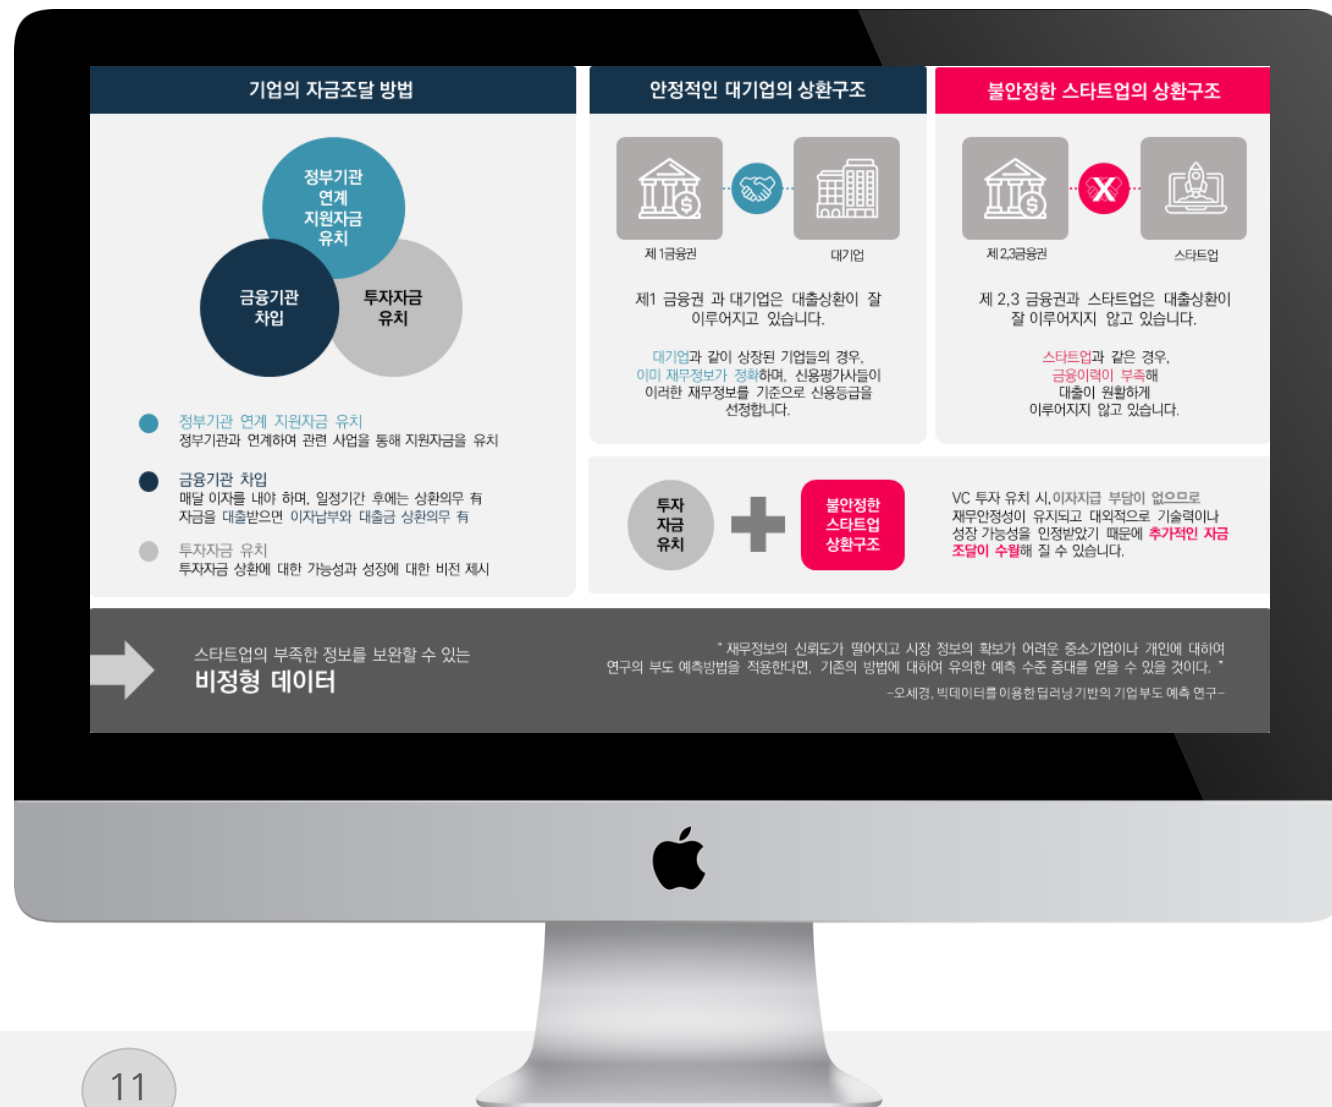 기업의 자금조달 방법
정부기관
연계
지원자금
유치
금융기관
차입
투자자금
유치
정부기관 연계 지원자금 유치
정부기관과 연계하여 관련 사업을 통해 지원자금을 유치
금융기관 차입
매달 이자를 내야 하며, 일정기간 후에는 상환의무 有
자금을 대출받으면 이자납부와 대출금 상환의무 有
투자자금 유치
투자자금 상환에 대한 가능성과 성장에 대한 비전 제시
안정적인 대기업의 상환구조
제 1금융권
대기업
제1 금융권 과 대기업은 대출상환이 잘
이루어지고 있습니다.
대기업과 같이 상장된 기업들의 경우,
이미 재무정보가 정확하며, 신용평가사들이
이러한 재무정보를 기준으로 신용등급을
선정합니다.
불안정한 스타트업의 상환구조
X
제 2,3금융권
스타트업
제 2,3 금융권과 스타트업은 대출상환이
잘 이루어지지 않고 있습니다.
스타트업과 같은 경우,
금융이력이 부족해
대출이 원활하게
이루어지지 않고 있습니다.
투자
자금
유치
불안정한
스타트업
상환구조
VC 투자 유치 시, 이자지급 부담이 없으므로
재무안정성이 유지되고 대외적으로 기술력이나
성장 가능성을 인정받았기 때문에 추가적인 자금
조달이 수월해 질 수 있습니다.
스타트업의 부족한 정보를 보완할 수 있는
비정형 데이터
" 재무정보의 신뢰도가 떨어지고 시장 정보의 확보가 어려운 중소기업이나 개인에 대하여
연구의 부도 예측방법을 적용한다면, 기존의 방법에 대하여 유의한 예측 수준 증대를 얻을 수 있을 것이다. "
-오세경, 빅데이터를 이용한 딥러닝 기반의 기업부도 예측 연구-
11